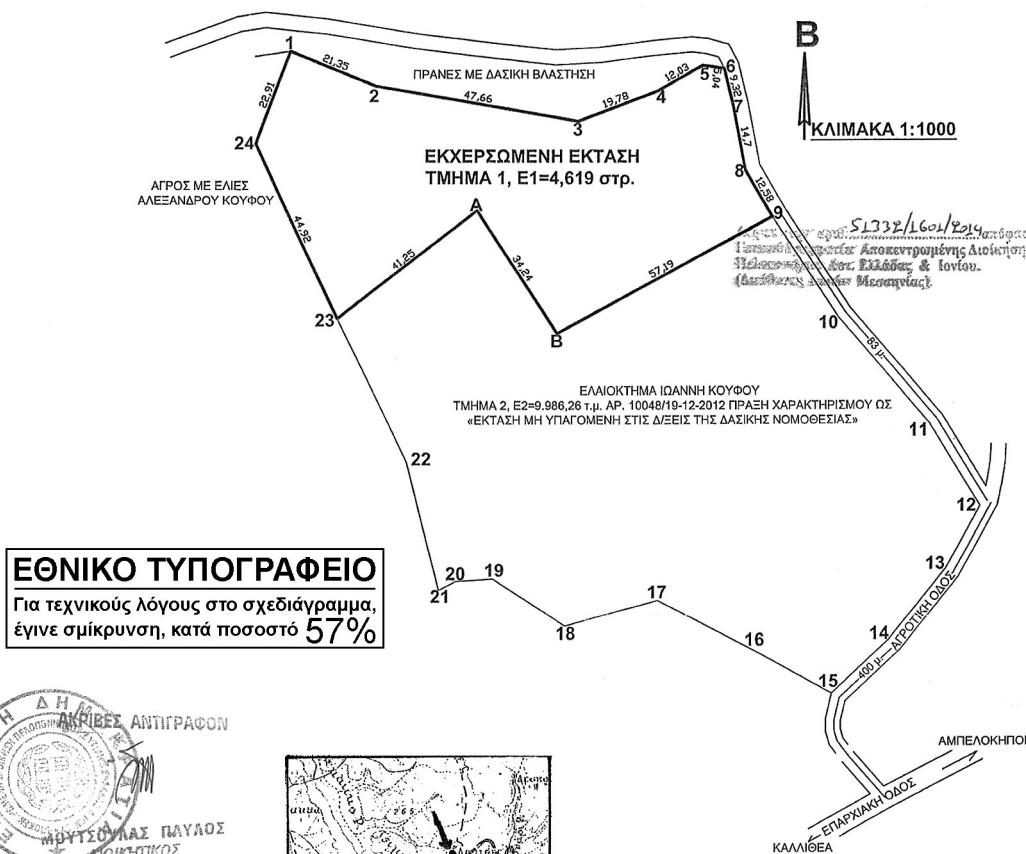 1
21,35
2
ΠΡΑΝΕΣ ΜΕ ΔΑΣΙΚΗ ΒΛΑΣΤΗΣΗ
47,66
3
19,78
4
12,03
5
5,04
6
9,32
7
14,7
8
12,58
9
Β
ΚΛΙΜΑΚΑ 1:1000
22,91
24
ΕΚΧΕΡΣΩΜΕΝΗ ΕΚΤΑΣΗ
ΤΜΗΜΑ 1, Ε1=4,619 στρ.
ΑΓΡΟΣ ΜΕ ΕΛΙΕΣ
ΑΛΕΞΑΝΔΡΟΥ ΚΟΥΦΟΥ
44,92
Α
41,25
34,24
57,19
23
Β
51332/1601/2014
Αποκεντρωμένης Διοίκησης
Ελλάδας & Ιονίου.
Μεσσηνίας)
10
83 μ.
ΕΛΑΙΟΚΤΗΜΑ ΙΩΑΝΝΗ ΚΟΥΦΟΥ
ΤΜΗΜΑ 2, Ε2=9.986,26 τ.μ. ΑΡ. 10048/19-12-2012 ΠΡΑΞΗ ΧΑΡΑΚΤΗΡΙΣΜΟΥ ΩΣ
«ΕΚΤΑΣΗ ΜΗ ΥΠΑΓΟΜΕΝΗ ΣΤΙΣ Δ/ΞΕΙΣ ΤΗΣ ΔΑΣΙΚΗΣ ΝΟΜΟΘΕΣΙΑΣ»
11
22
12
13
20
19
21
17
18
16
14
15
400 μ.
ΑΓΡΟΤΙΚΗ ΟΔΟΣ
ΕΘΝΙΚΟ ΤΥΠΟΓΡΑΦΕΙΟ
Για τεχνικούς λόγους στο σχεδιάγραμμα,
έγινε σμίκρυνση, κατά ποσοστό 57%
ΑΚΡΙΒΕΣ ΑΝΤΙΓΡΑΦΟΝ
ΜΟΥΤΣΟΥΛΑΣ ΠΑΥΛΟΣ
ΑΜΠΕΛΟΚΗΠΟΙ
ΕΠΑΡΧΙΑΚΗ ΟΔΟΣ
ΚΑΛΛΙΘΕΑ